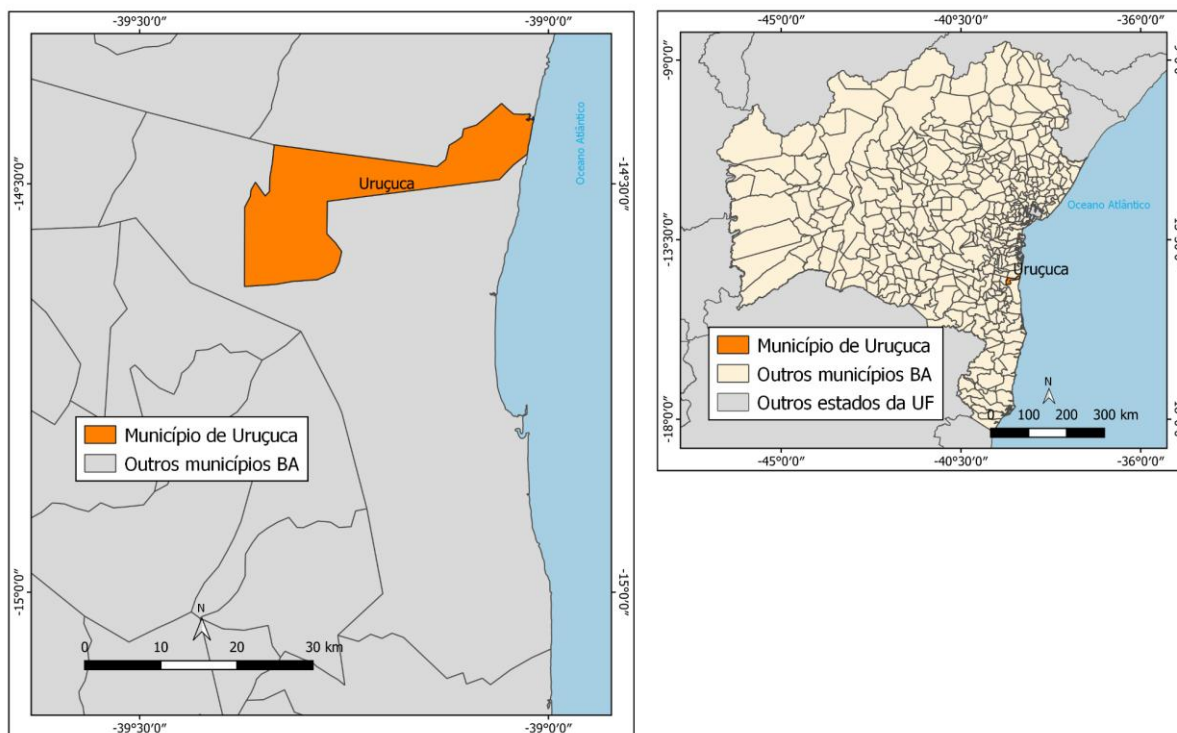 -39°30'0"
-39°0'0"
Oceano Atlântico
-14°30'0"
-14°30'0"
Uruçuca
Município de Uruçuca
Outros municípios BA
-15°0'0"
-15°0'0"
N
0 10 20 30 km
-39°30'0"
-39°0'0"
-45°0'0"
-40°30'0"
-36°0'0"
-9°0'0"
Oceano Atlântico
-13°30'0"
Uruçuca
Município de Uruçuca
Outros municípios BA
Outros estados da UF
N
0 100 200 300 km
-18°0'0"
-45°0'0"
-40°30'0"
-36°0'0"